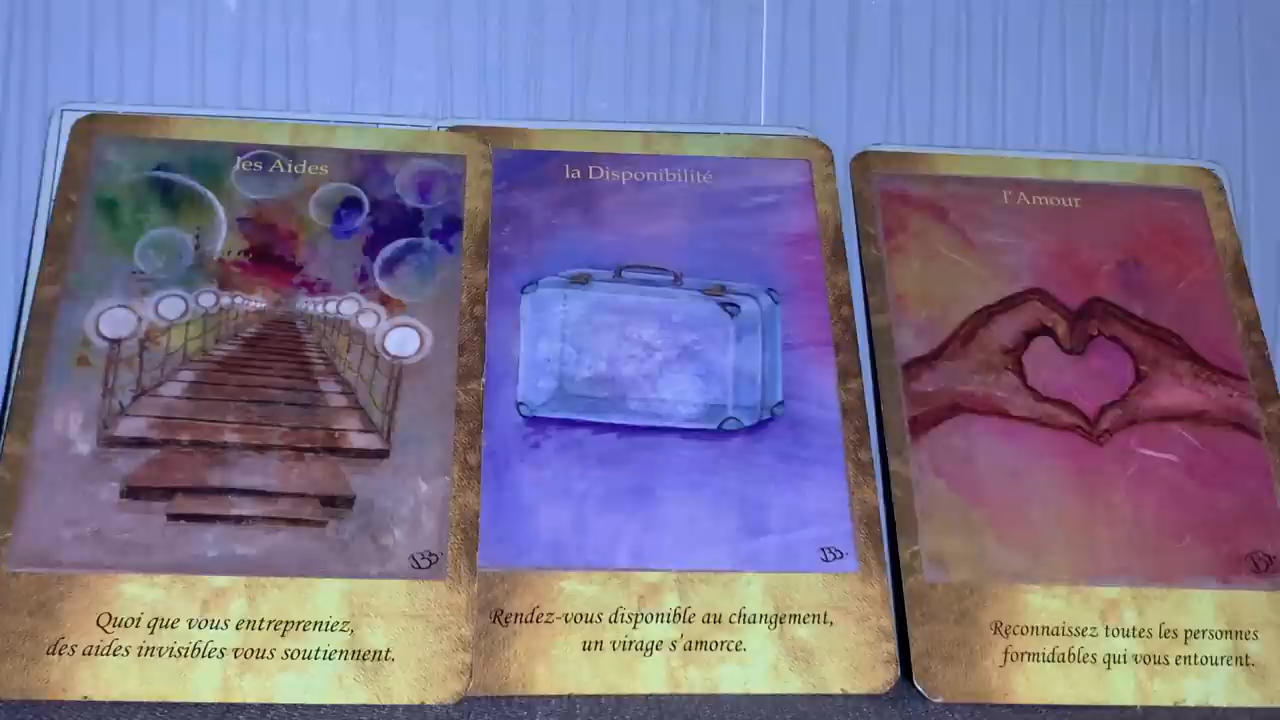 les Aides
Quoi que vous entrepreniez,
des aides invisibles vous soutiennent.
la Disponibilité
Rendez-vous disponible au changement,
un virage s'amorce.
l'Amour
Reconnaissez toutes les personnes
formidables qui vous entourent.